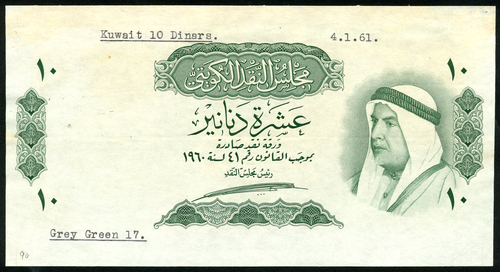 Kuwait 10 Dinars.
4.1.61.
مجلس النقد الكويتي
١٠
١٠
عشرة دنانير
ورقة نقد صادرة
بموجب القانون رقم ٤١ لسنة ١٩٦٠
رئيس مجلس النقد
١٠
١٠
Grey Green 17.